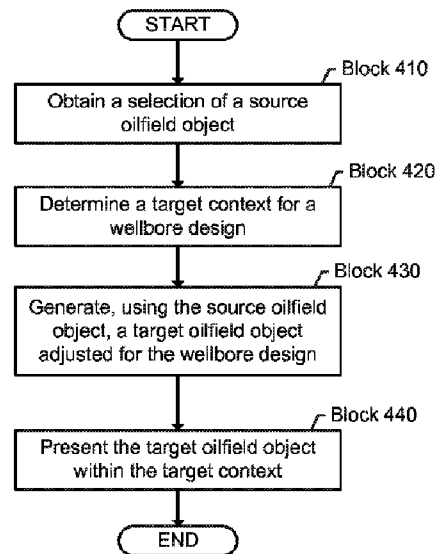 START
Block 410
Obtain a selection of a source
oilfield object
Block 420
Determine a target context for a
wellbore design
Block 430
Generate, using the source oilfield
object, a target oilfield object
adjusted for the wellbore design
Block 440
Present the target oilfield object
within the target context
END